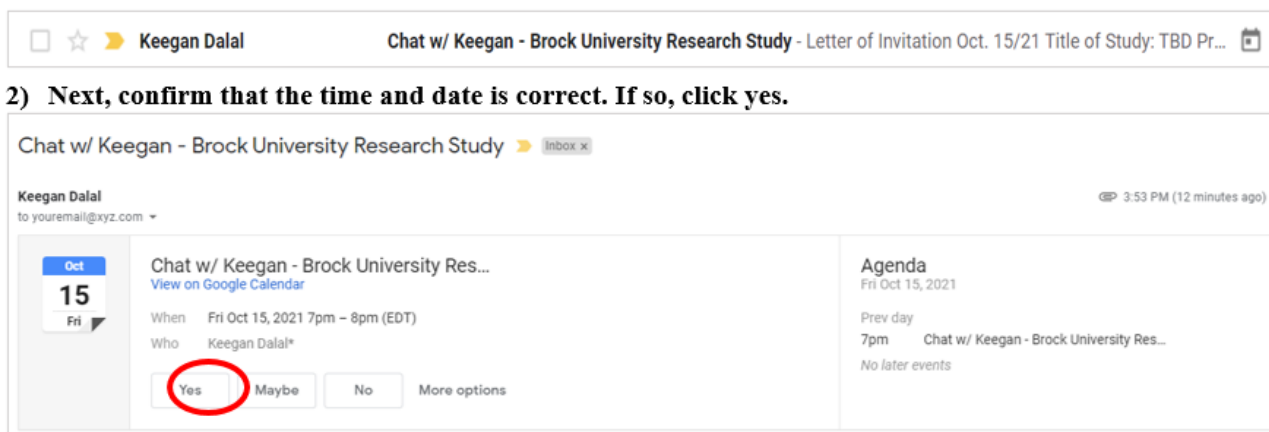 Keegan Dalal Chat w/ Keegan - Brock University Research Study - Letter of Invitation Oct. 15/21 Title of Study: TBD Pr...
2) Next, confirm that the time and date is correct. If so, click yes.
Chat w/ Keegan - Brock University Research Study Inbox x
Keegan Dalal 3:53 PM (12 minutes ago)
to youremail@xyz.com
Oct
15
Fri
Chat w/ Keegan - Brock University Res...
View on Google Calendar
When Fri Oct 15, 2021 7pm – 8pm (EDT)
Who Keegan Dalal*
Yes Maybe No More options
Agenda
Fri Oct 15, 2021
Prev day
7pm Chat w/ Keegan - Brock University Res...
No later events